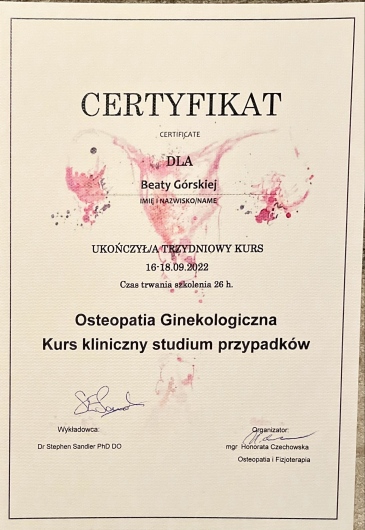 CERTYFIKAT
CERTIFICATE
DLA
Beaty Górskiej
IMIĘ I NAZWISKO/NAME
UKOŃCZYŁ/A TRZYDNIOWY KURS
16-18.09.2022
Czas trwania szkolenia 26 h.
Osteopatia Ginekologiczna
Kurs kliniczny studium przypadków
Wykładowca:
Dr Stephen Sandler PhD DO
Organizator:
mgr Honorata Czechowska
Osteopatia i Fizjoterapia